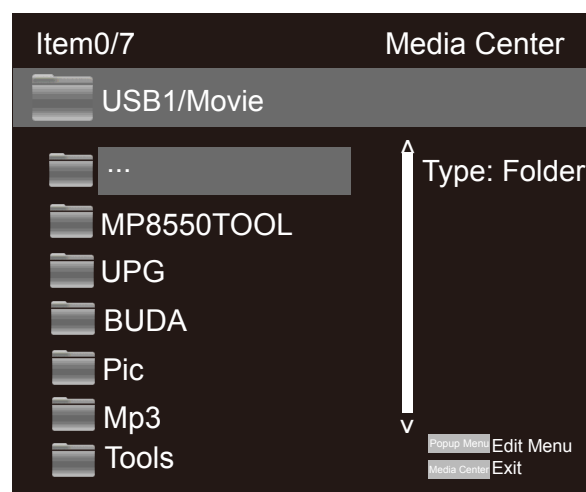 Item0/7 Media Center
USB1/Movie
...
Type: Folder
MP8550TOOL
UPG
BUDA
Pic
Mp3
Tools
Popup Menu Edit Menu
Media Center Exit